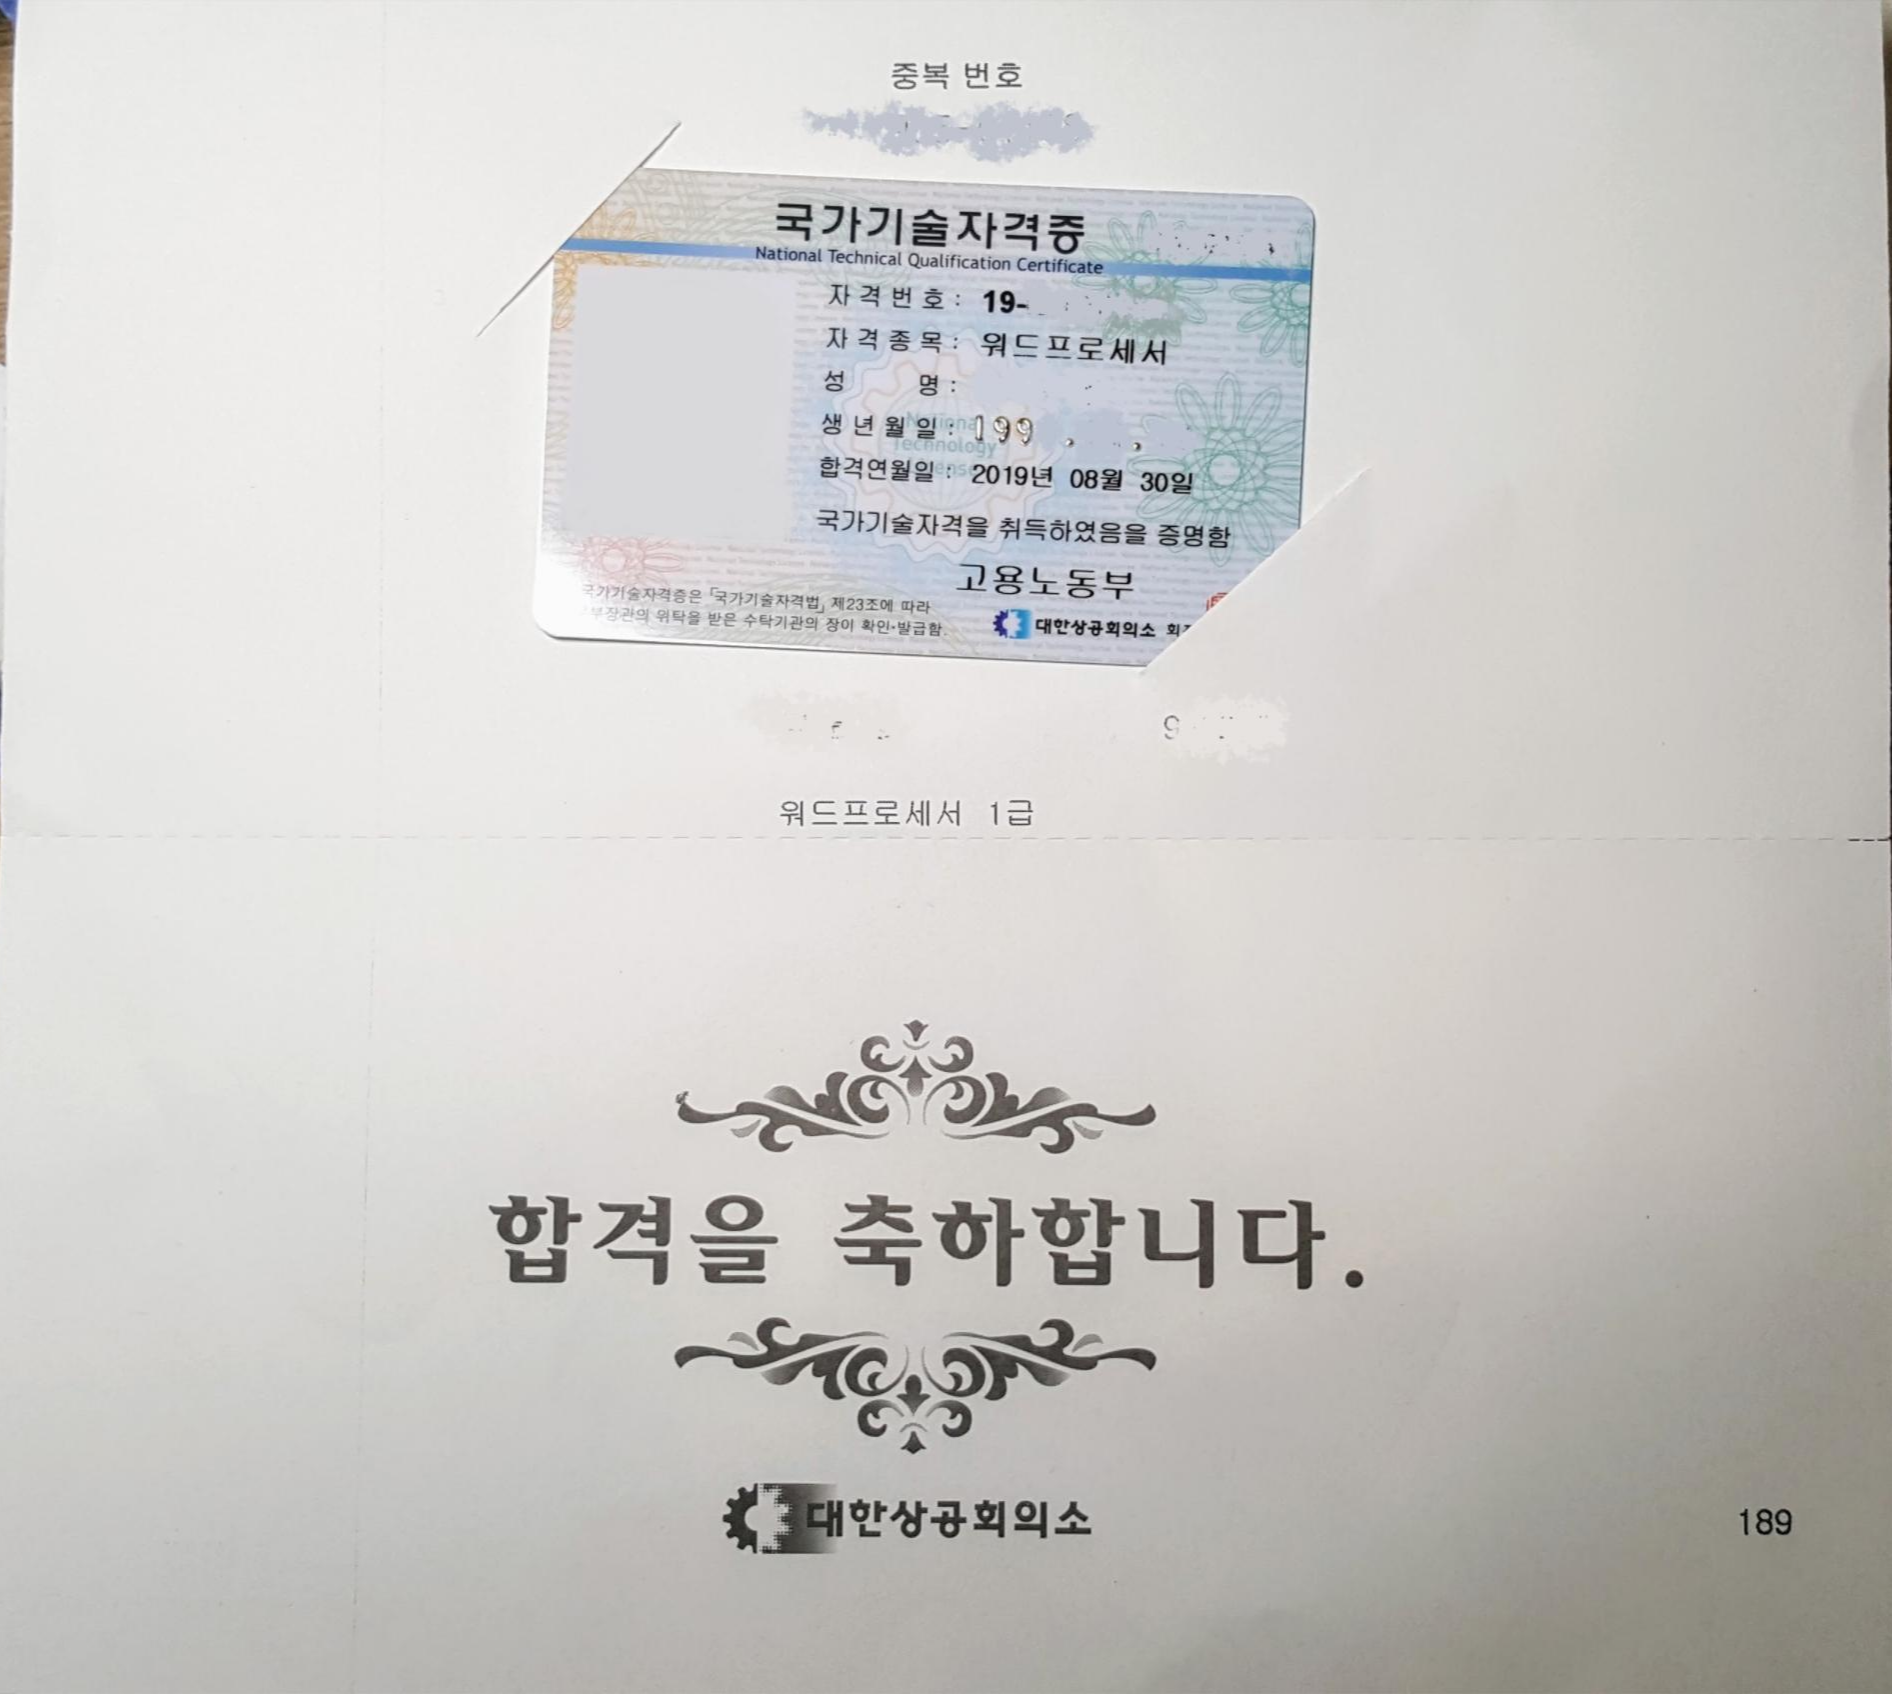 중복 번호
국가기술자격증
National Technical Qualification Certificate
자격번호 : 19-
자격종목 : 워드프로세서
성 명 :
생년월일 : 199 . .
합격연월일 : 2019년 08월 30일
국가기술자격을 취득하였음을 증명함
고용노동부
국가기술자격증은 「국가기술자격법」 제23조에 따라
부장관의 위탁을 받은 수탁기관의 장이 확인·발급함.
대한상공회의소
National
Technology
워드프로세서 1급
합격을 축하합니다.
대한상공회의소
189